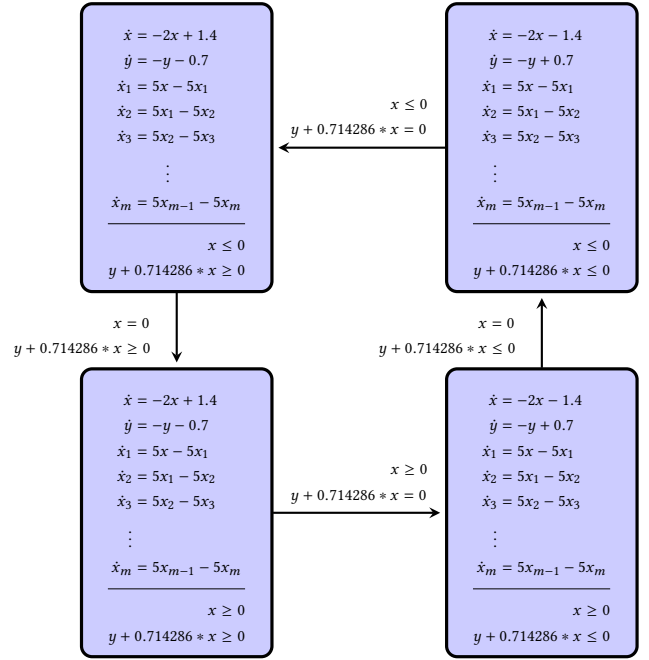 ẋ = −2x + 1.4
ẏ = −y − 0.7
ẋ₁ = 5x − 5x₁
ẋ₂ = 5x₁ − 5x₂
ẋ₃ = 5x₂ − 5x₃
⋮
ẋₘ = 5xₘ₋₁ − 5xₘ
x ≤ 0
y + 0.714286 ∗ x ≥ 0
x ≤ 0
y + 0.714286 ∗ x = 0
ẋ = −2x − 1.4
ẏ = −y + 0.7
ẋ₁ = 5x − 5x₁
ẋ₂ = 5x₁ − 5x₂
ẋ₃ = 5x₂ − 5x₃
⋮
ẋₘ = 5xₘ₋₁ − 5xₘ
x ≤ 0
y + 0.714286 ∗ x ≤ 0
x = 0
y + 0.714286 ∗ x ≥ 0
x = 0
y + 0.714286 ∗ x ≤ 0
ẋ = −2x + 1.4
ẏ = −y − 0.7
ẋ₁ = 5x − 5x₁
ẋ₂ = 5x₁ − 5x₂
ẋ₃ = 5x₂ − 5x₃
⋮
ẋₘ = 5xₘ₋₁ − 5xₘ
x ≥ 0
y + 0.714286 ∗ x ≥ 0
x ≥ 0
y + 0.714286 ∗ x = 0
ẋ = −2x − 1.4
ẏ = −y + 0.7
ẋ₁ = 5x − 5x₁
ẋ₂ = 5x₁ − 5x₂
ẋ₃ = 5x₂ − 5x₃
⋮
ẋₘ = 5xₘ₋₁ − 5xₘ
x ≥ 0
y + 0.714286 ∗ x ≤ 0